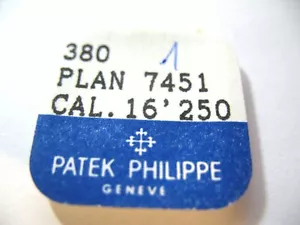 380 1
PLAN 7451
CAL. 16'250
PATEK PHILIPPE
GENEVE